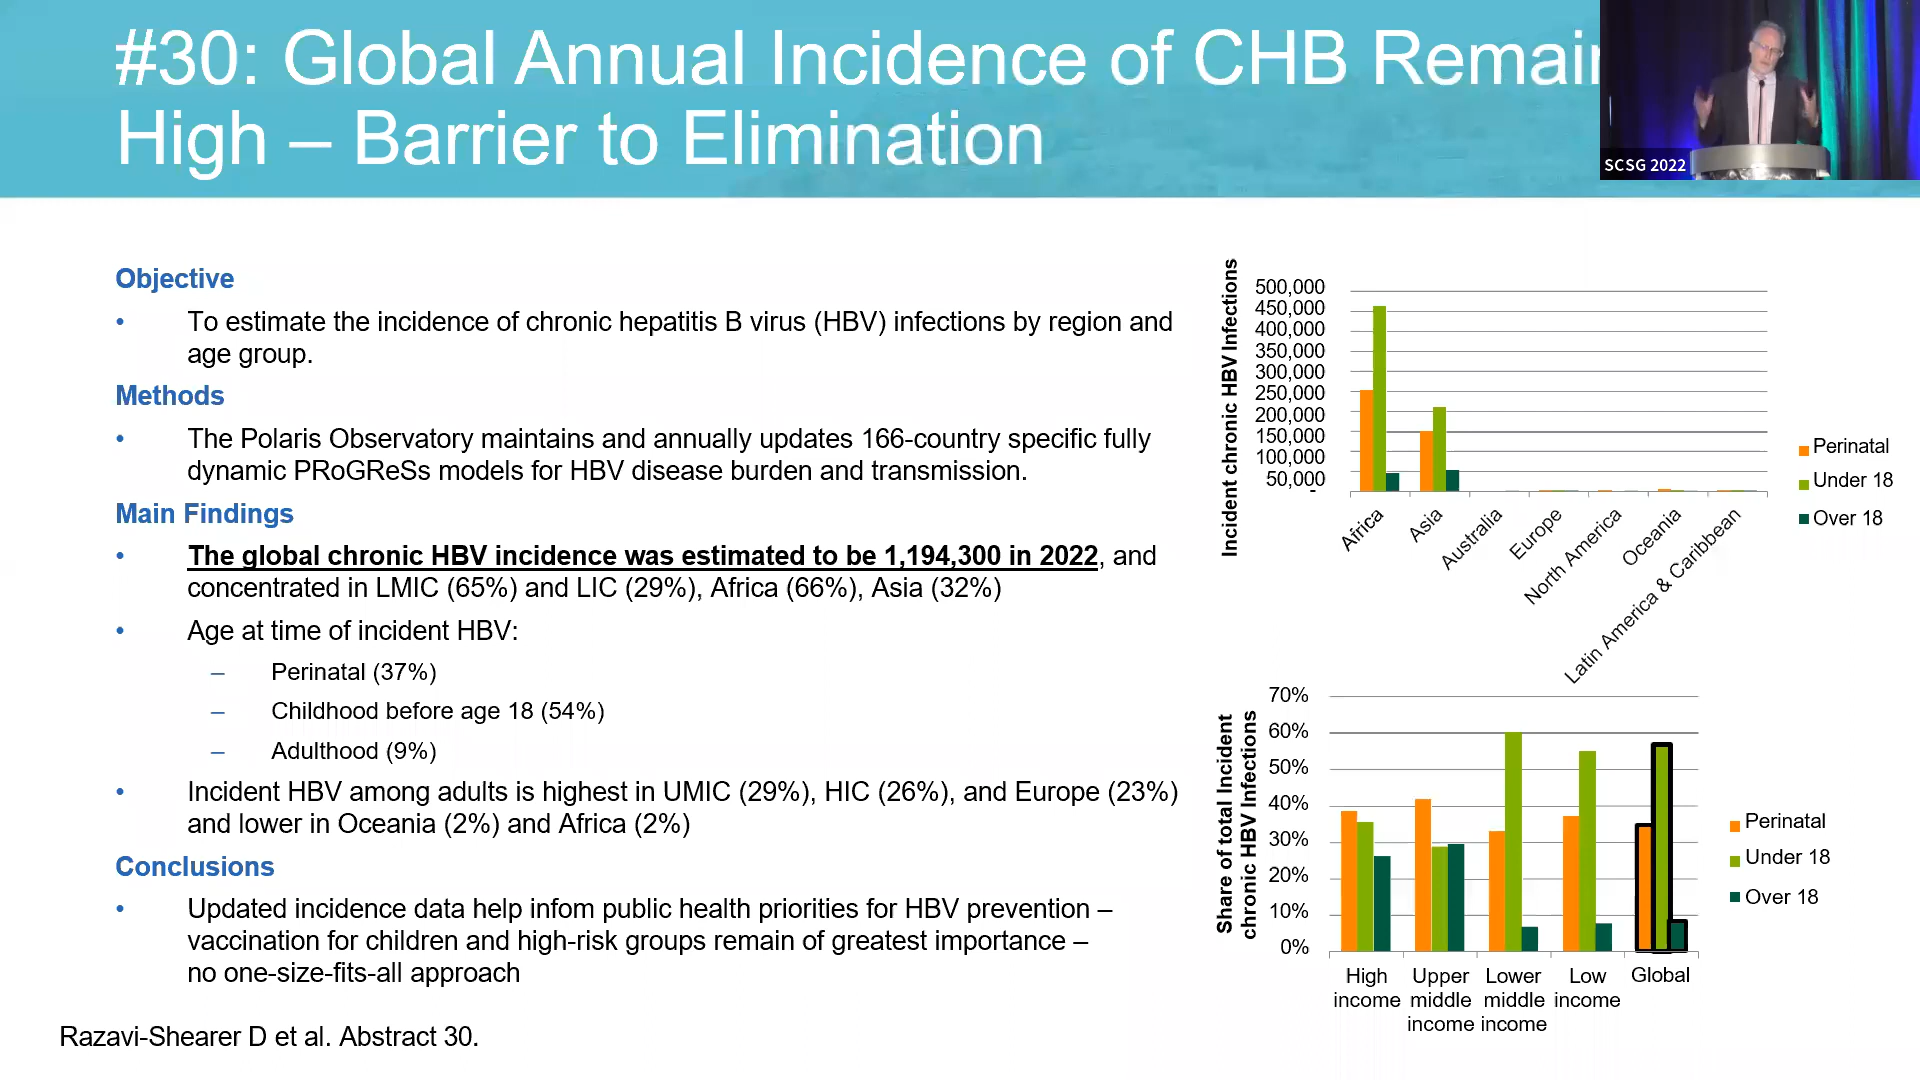 #30: Global Annual Incidence of CHB Remain
High – Barrier to Elimination
SCSG 2022
Objective
• To estimate the incidence of chronic hepatitis B virus (HBV) infections by region and
age group.
Methods
• The Polaris Observatory maintains and annually updates 166-country specific fully
dynamic PRoGReSs models for HBV disease burden and transmission.
Main Findings
• The global chronic HBV incidence was estimated to be 1,194,300 in 2022, and
concentrated in LMIC (65%) and LIC (29%), Africa (66%), Asia (32%)
• Age at time of incident HBV:
– Perinatal (37%)
– Childhood before age 18 (54%)
– Adulthood (9%)
• Incident HBV among adults is highest in UMIC (29%), HIC (26%), and Europe (23%)
and lower in Oceania (2%) and Africa (2%)
Conclusions
• Updated incidence data help infom public health priorities for HBV prevention –
vaccination for children and high-risk groups remain of greatest importance –
no one-size-fits-all approach
Razavi-Shearer D et al. Abstract 30.
Incident chronic HBV Infections
500,000
450,000
400,000
350,000
300,000
250,000
200,000
150,000
100,000
50,000
-
Africa
Asia
Australia
Europe
North America
Oceania
Latin America & Caribbean
Perinatal
Under 18
Over 18
Share of total Incident
chronic HBV Infections
70%
60%
50%
40%
30%
20%
10%
0%
High
income
Upper
middle
income
Lower
middle
income
Low
income
Global
Perinatal
Under 18
Over 18